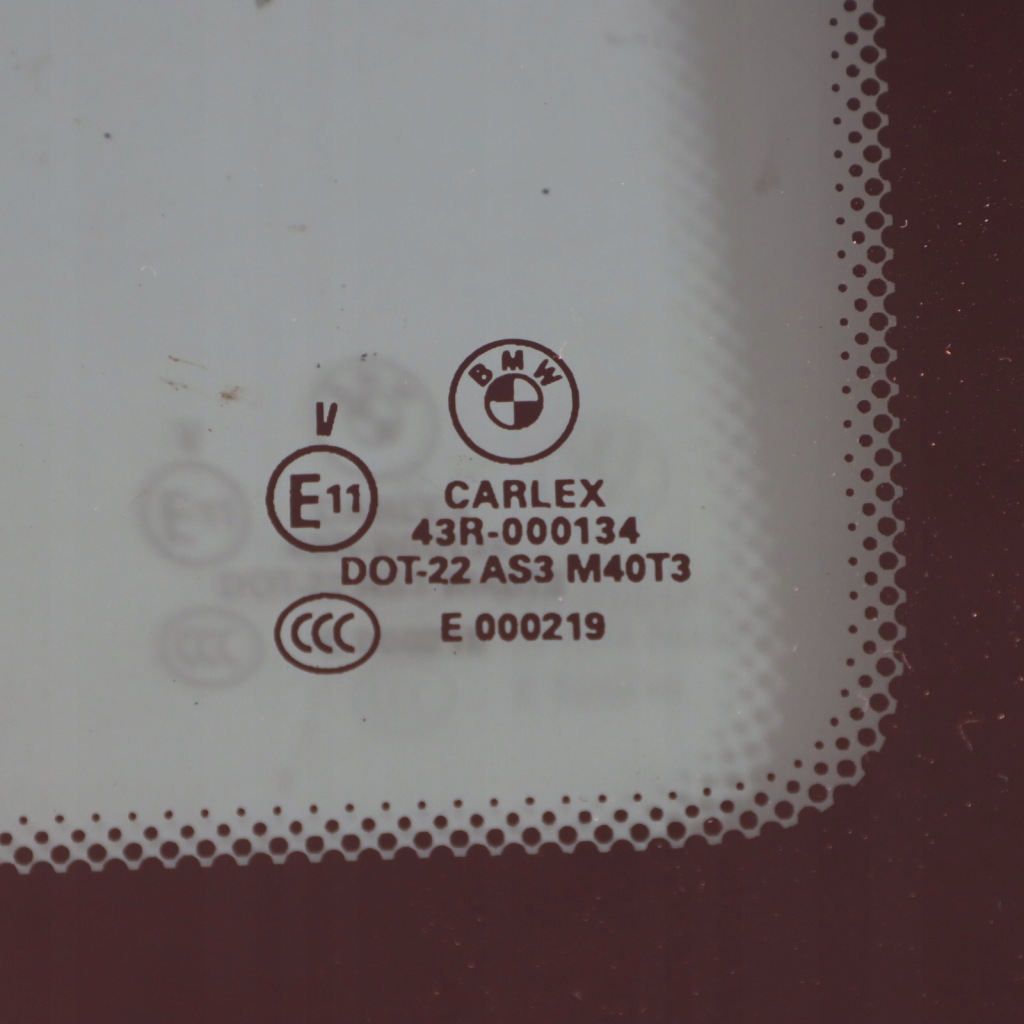 BMW
V
E11
CARLEX
43R-000134
DOT-22 AS3 M40T3
CCC
E 000219